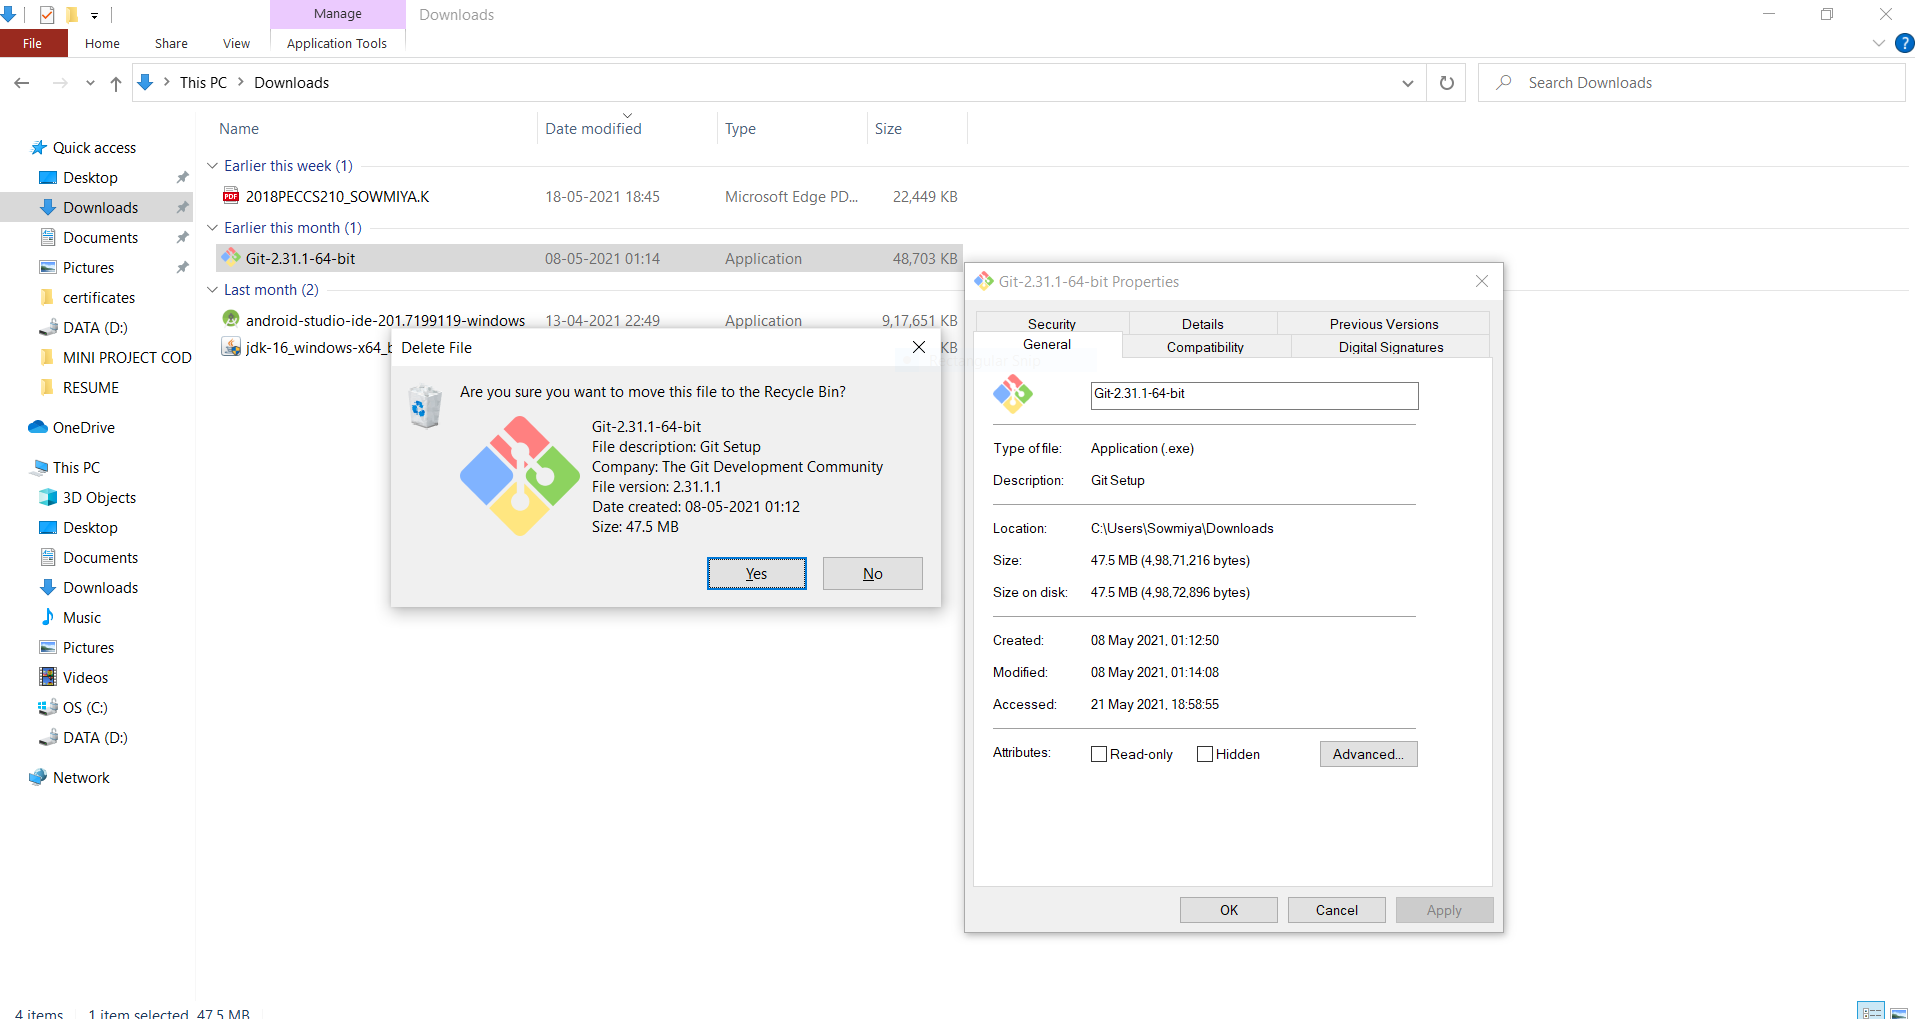 Manage
Downloads
File
Home
Share
View
Application Tools
This PC
Downloads
Search Downloads
Name
Date modified
Type
Size
Quick access
Desktop
Downloads
Documents
Pictures
certificates
DATA (D:)
MINI PROJECT COD
RESUME
OneDrive
This PC
3D Objects
Desktop
Documents
Downloads
Music
Pictures
Videos
OS (C:)
DATA (D:)
Network
Earlier this week (1)
PDF
2018PECCS210_SOWMIYA.K 18-05-2021 18:45 Microsoft Edge PD... 22,449 KB
Earlier this month (1)
Git-2.31.1-64-bit 08-05-2021 01:14 Application 48,703 KB
Last month (2)
android-studio-ide-201.7199119-windows 13-04-2021 22:49 Application 9,17,651 KB
jdk-16_windows-x64_b KB
Delete File
Are you sure you want to move this file to the Recycle Bin?
Git-2.31.1-64-bit
File description: Git Setup
Company: The Git Development Community
File version: 2.31.1.1
Date created: 08-05-2021 01:12
Size: 47.5 MB
Yes
No
Git-2.31.1-64-bit Properties
Security
Details
Previous Versions
General
Compatibility
Digital Signatures
Rectangular Snip
Git-2.31.1-64-bit
Type of file: Application (.exe)
Description: Git Setup
Location: C:\Users\Sowmiya\Downloads
Size: 47.5 MB (4,98,71,216 bytes)
Size on disk: 47.5 MB (4,98,72,896 bytes)
Created: 08 May 2021, 01:12:50
Modified: 08 May 2021, 01:14:08
Accessed: 21 May 2021, 18:58:55
Attributes: Read-only Hidden Advanced...
OK
Cancel
Apply
4 items 1 item selected 47.5 MB